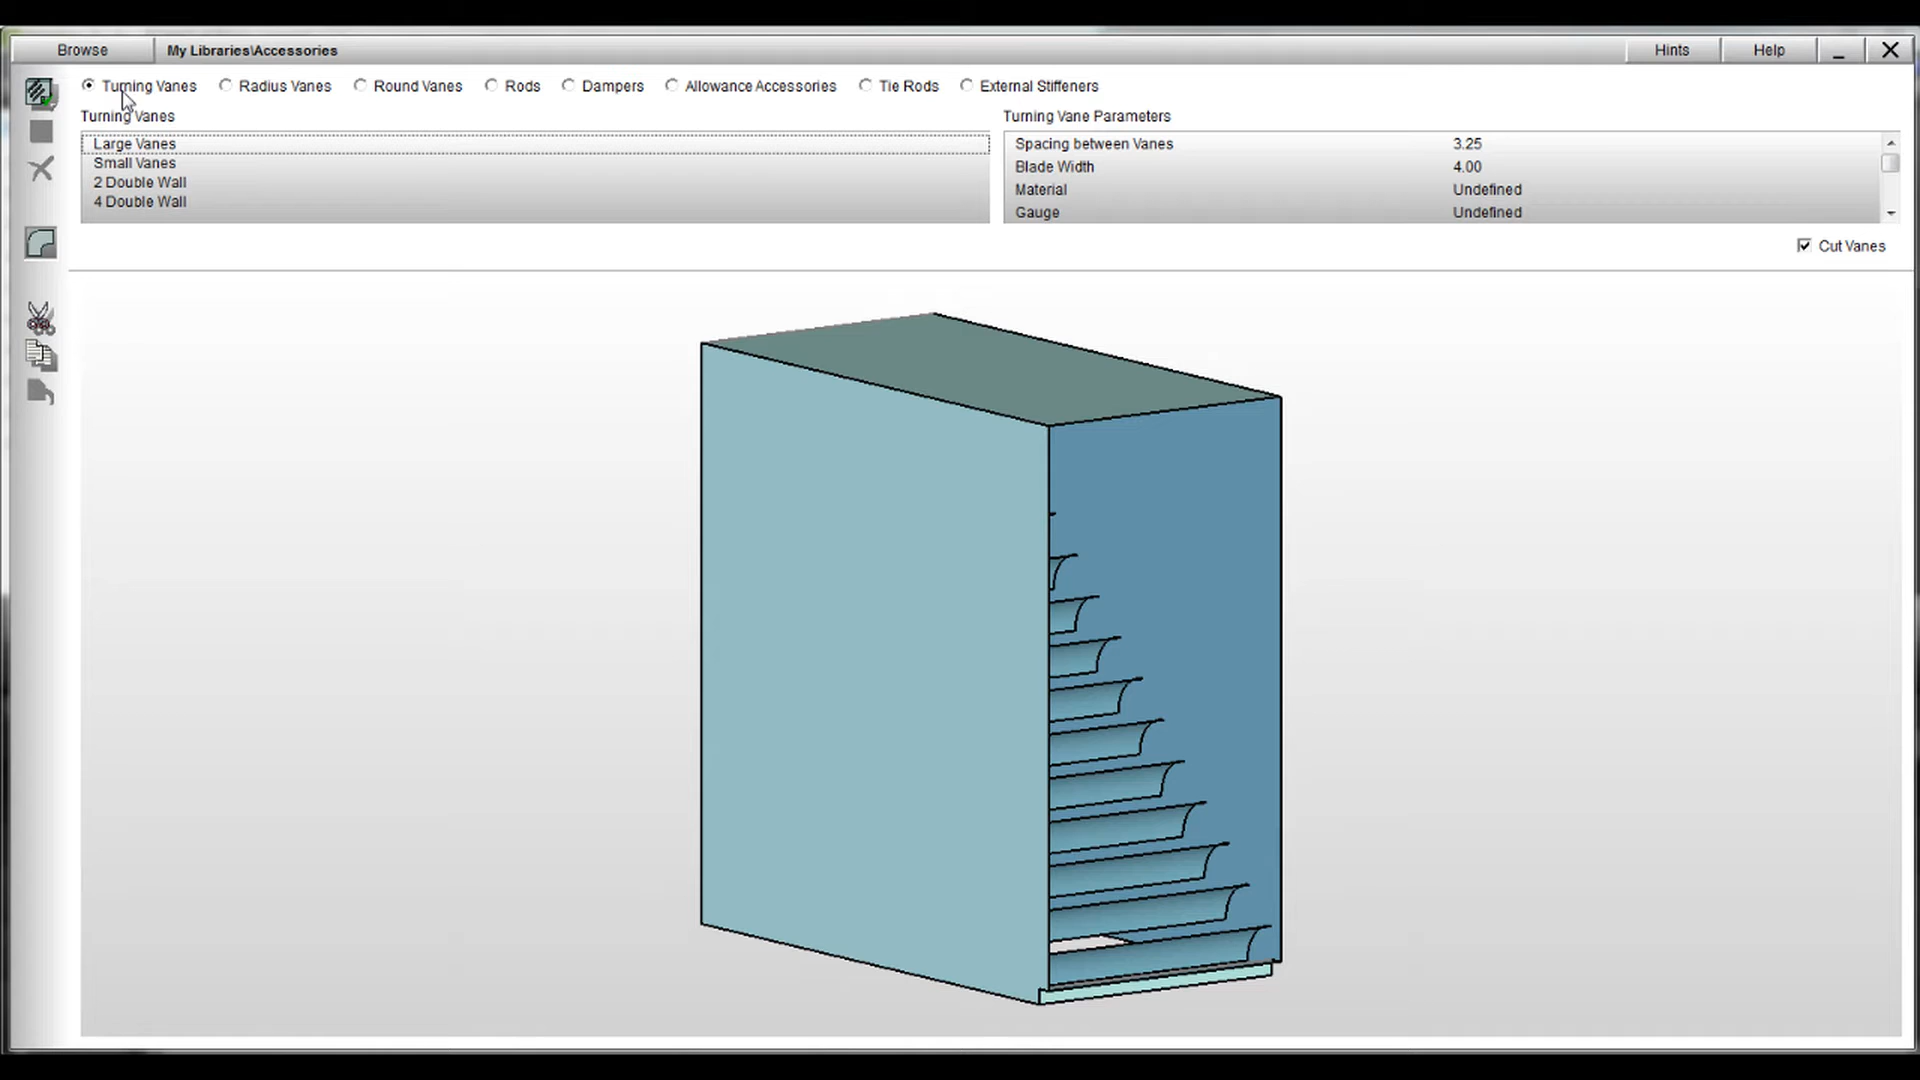 Browse My Libraries\Accessories Hints Help
Turning Vanes Radius Vanes Round Vanes Rods Dampers Allowance Accessories Tie Rods External Stiffeners
Turning Vanes Turning Vane Parameters
Large Vanes Spacing between Vanes 3.25
Small Vanes Blade Width 4.00
2 Double Wall Material Undefined
4 Double Wall Gauge Undefined
Cut Vanes